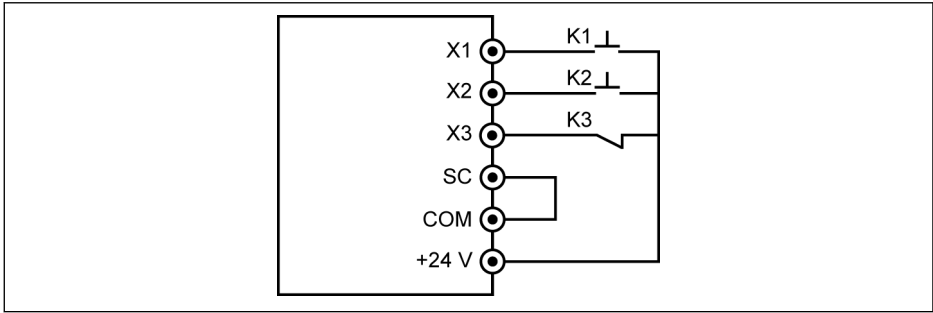 X1 K1
X2 K2
X3 K3
SC
COM
+24 V